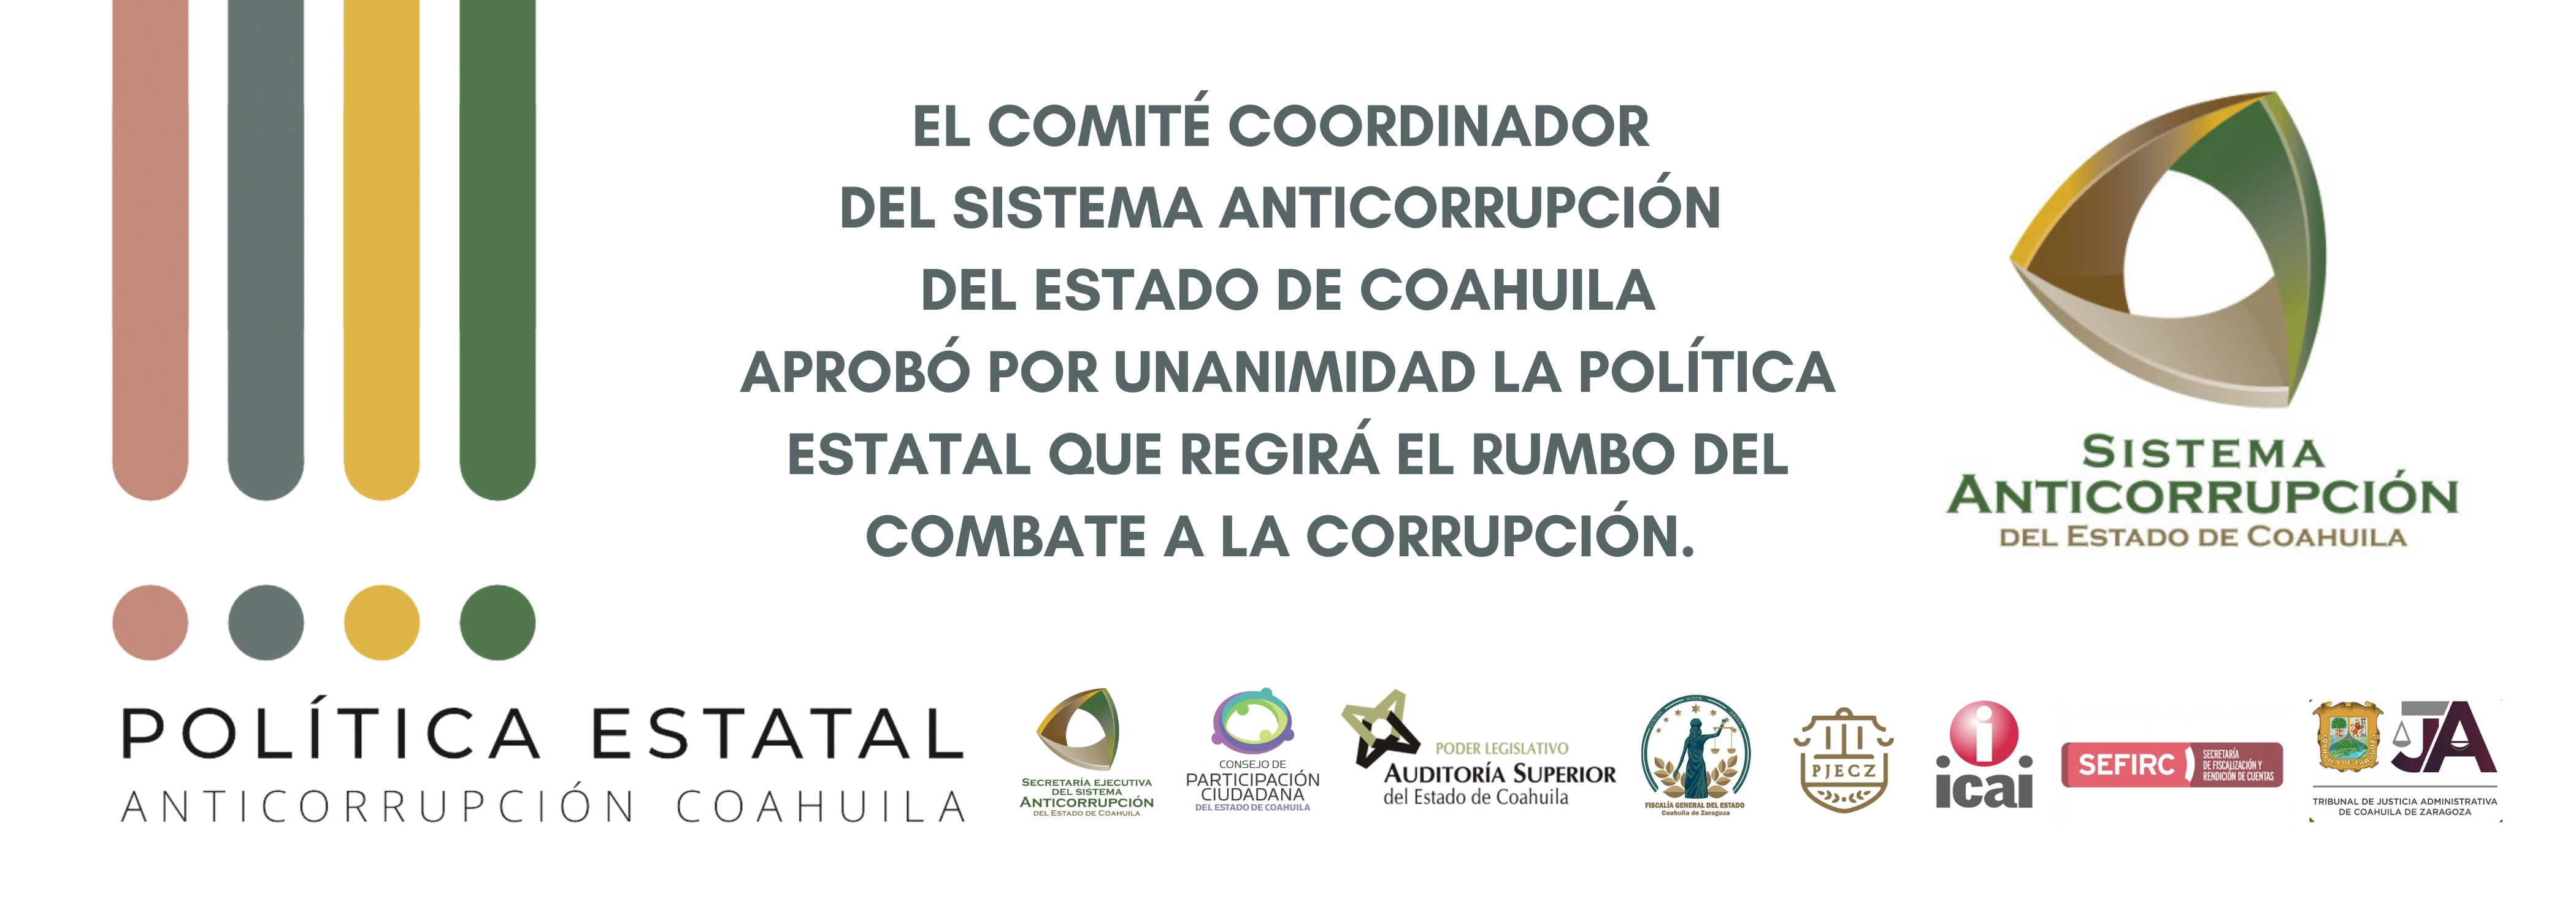 EL COMITÉ COORDINADOR
DEL SISTEMA ANTICORRUPCIÓN
DEL ESTADO DE COAHUILA
APROBÓ POR UNANIMIDAD LA POLÍTICA
ESTATAL QUE REGIRÁ EL RUMBO DEL
COMBATE A LA CORRUPCIÓN.
SISTEMA
ANTICORRUPCIÓN
DEL ESTADO DE COAHUILA
POLÍTICA ESTATAL
ANTICORRUPCIÓN COAHUILA
SECRETARÍA EJECUTIVA
DEL SISTEMA
ANTICORRUPCIÓN
DEL ESTADO DE COAHUILA
CONSEJO DE
PARTICIPACIÓN
CIUDADANA
DEL ESTADO DE COAHUILA
PODER LEGISLATIVO
AUDITORÍA SUPERIOR
del Estado de Coahuila
FISCALÍA GENERAL DEL ESTADO
Coahuila de Zaragoza
PJECZ
i
icai
SEFIRC
SECRETARÍA
DE FISCALIZACIÓN Y
RENDICIÓN DE CUENTAS
TJA
TRIBUNAL DE JUSTICIA ADMINISTRATIVA
DE COAHUILA DE ZARAGOZA